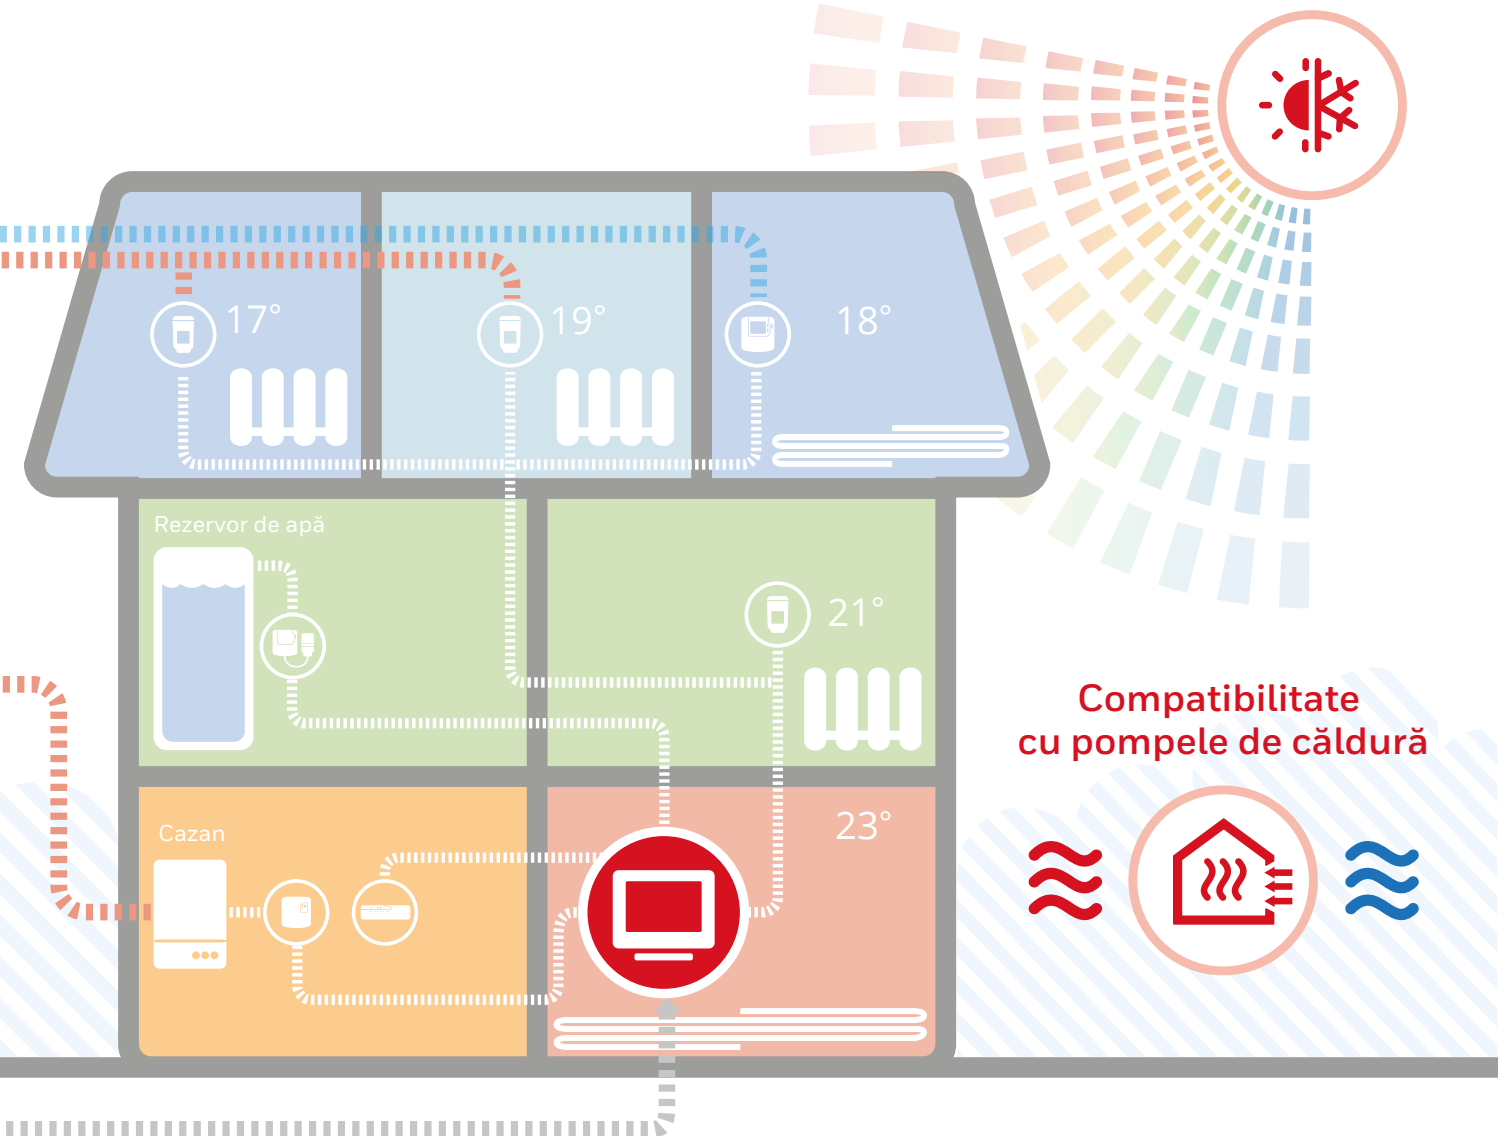 17°
19°
18°
Rezervor de apă
21°
Compatibilitate
cu pompele de căldură
Cazan
23°